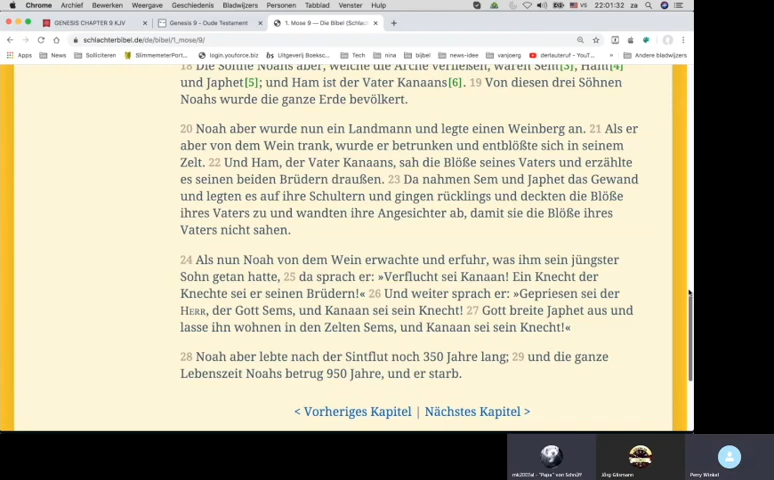 Chrome Archief Bewerken Weergave Geschiedenis Bladwijzers Personen Tabblad Venster Hulp VS 22:01:32 za
GENESIS CHAPTER 9 KJV Genesis 9 - Oude Testament 1. Mose 9 — Die Bibel (Schlac
schlachterbibel.de/de/bibel/1_mose/9/
Apps News SlimmemeterPortal login.youforce.biz bs Uitgeverij Boeksc... Tech nina bijbel news-idee vanjoerg derlauteruf - YouT... Andere bladwijzers
18 Die Söhne Noahs aber, welche die Arche verließen, waren Sem[3], Ham[4]
und Japhet[5]; und Ham ist der Vater Kanaans[6]. 19 Von diesen drei Söhnen
Noahs wurde die ganze Erde bevölkert.
20 Noah aber wurde nun ein Landmann und legte einen Weinberg an. 21 Als er
aber von dem Wein trank, wurde er betrunken und entblößte sich in seinem
Zelt. 22 Und Ham, der Vater Kanaans, sah die Blöße seines Vaters und erzählte
es seinen beiden Brüdern draußen. 23 Da nahmen Sem und Japhet das Gewand
und legten es auf ihre Schultern und gingen rücklings und deckten die Blöße
ihres Vaters zu und wandten ihre Angesichter ab, damit sie die Blöße ihres
Vaters nicht sahen.
24 Als nun Noah von dem Wein erwachte und erfuhr, was ihm sein jüngster
Sohn getan hatte, 25 da sprach er: »Verflucht sei Kanaan! Ein Knecht der
Knechte sei er seinen Brüdern!« 26 Und weiter sprach er: »Gepriesen sei der
HERR, der Gott Sems, und Kanaan sei sein Knecht! 27 Gott breite Japhet aus und
lasse ihn wohnen in den Zelten Sems, und Kanaan sei sein Knecht!«
28 Noah aber lebte nach der Sintflut noch 350 Jahre lang; 29 und die ganze
Lebenszeit Noahs betrug 950 Jahre, und er starb.
< Vorheriges Kapitel | Nächstes Kapitel >
Jörg Glismann Perry Winkel